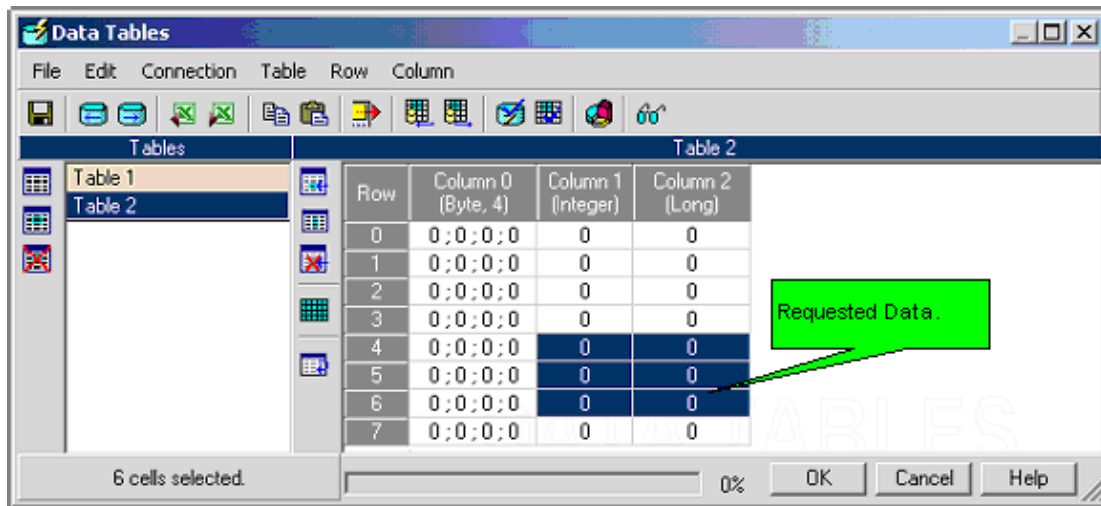 Data Tables
File Edit Connection Table Row Column
Tables
Table 2
Table 1
Table 2
Row Column 0 (Byte, 4) Column 1 (Integer) Column 2 (Long)
0 0;0;0;0 0 0
1 0;0;0;0 0 0
2 0;0;0;0 0 0
3 0;0;0;0 0 0
4 0;0;0;0 0 0
5 0;0;0;0 0 0
6 0;0;0;0 0 0
7 0;0;0;0 0 0
Requested Data.
DATA TABLES
6 cells selected.
0%
OK Cancel Help